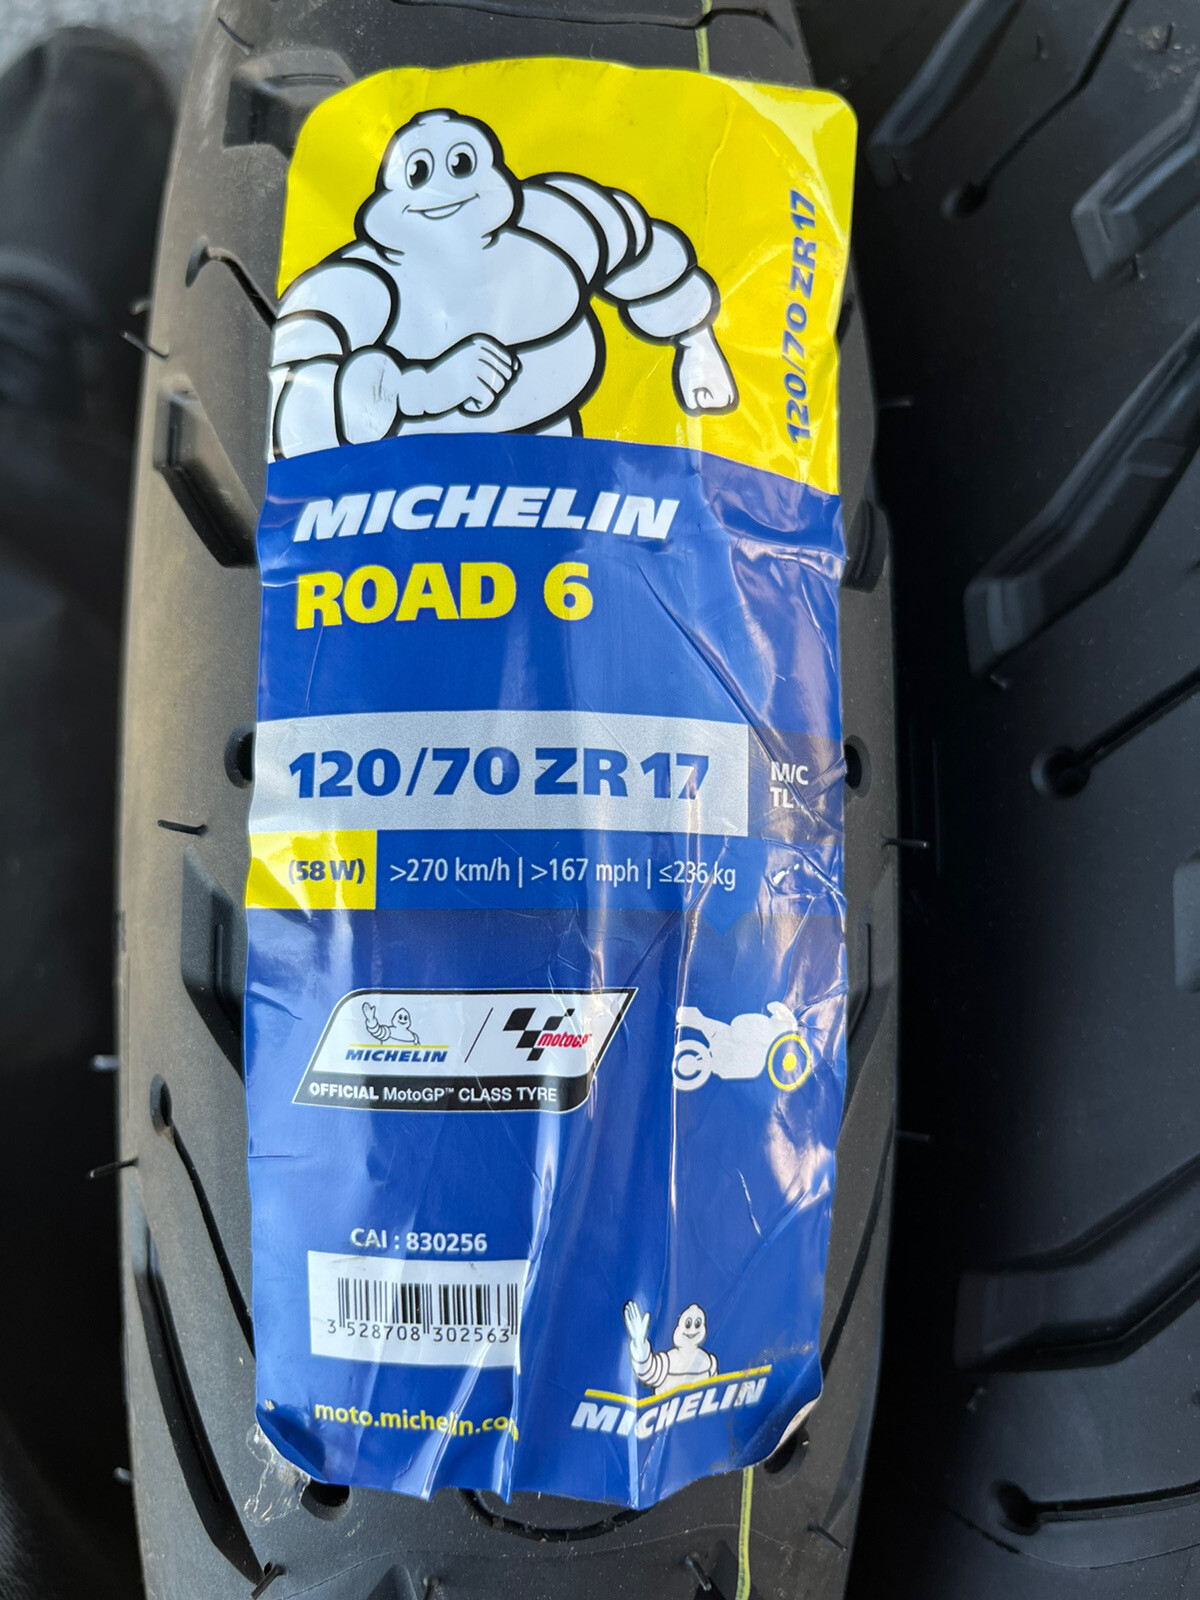 120/70 ZR 17
MICHELIN
ROAD 6
120/70 ZR 17
M/C
TL
(58 W) >270 km/h | >167 mph | ≤236 kg
MICHELIN
motoGP™
OFFICIAL MotoGP™ CLASS TYRE
CAI : 830256
3 528708 302563
moto.michelin.co
MICHELIN